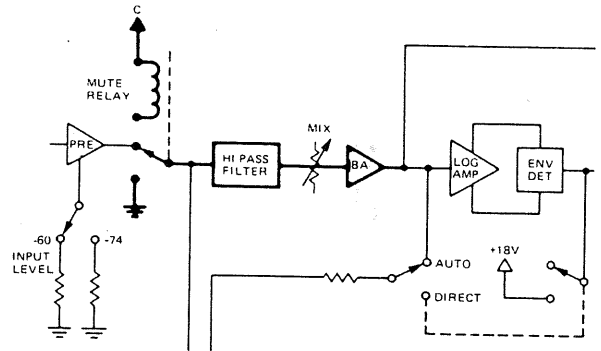 C
MUTE
RELAY
PRE
HI PASS
FILTER
MIX
BA
LOG
AMP
ENV
DET
-60
-74
INPUT
LEVEL
AUTO
DIRECT
+18V